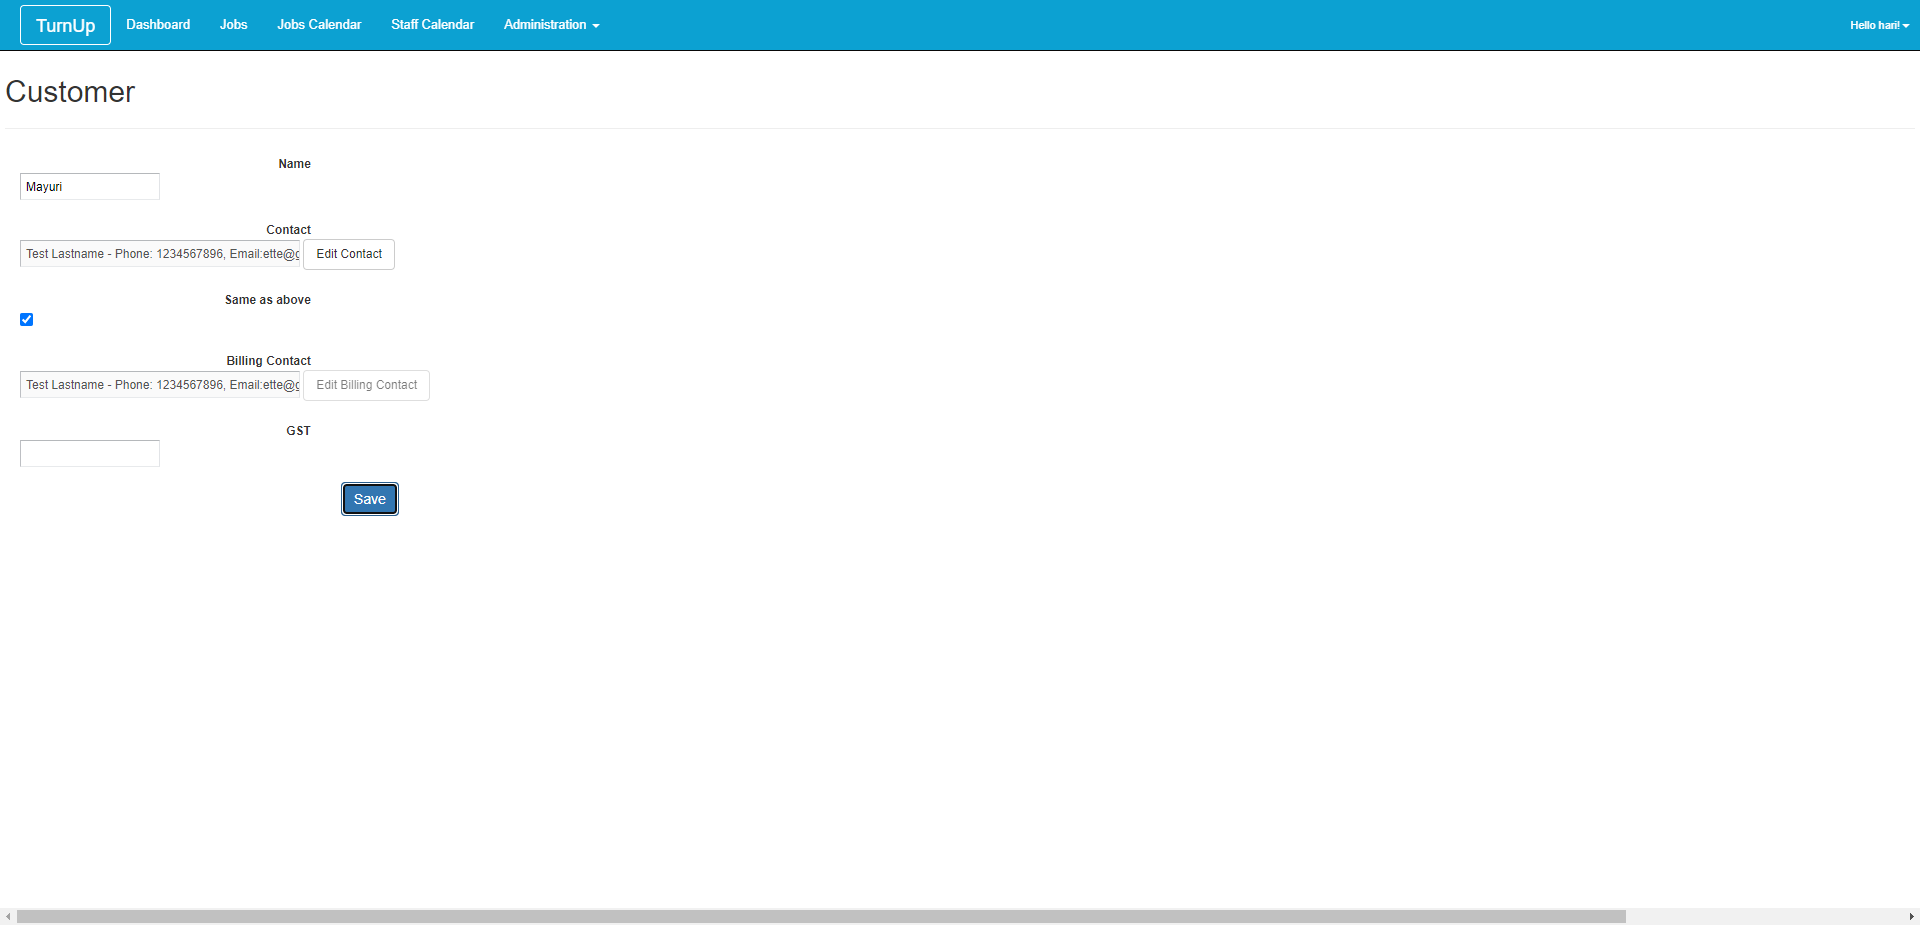 TurnUp Dashboard Jobs Jobs Calendar Staff Calendar Administration Hello hari!
Customer
Name
Mayuri
Contact
Test Lastname - Phone: 1234567896, Email:ette@g Edit Contact
Same as above
Billing Contact
Test Lastname - Phone: 1234567896, Email:ette@g Edit Billing Contact
GST
Save